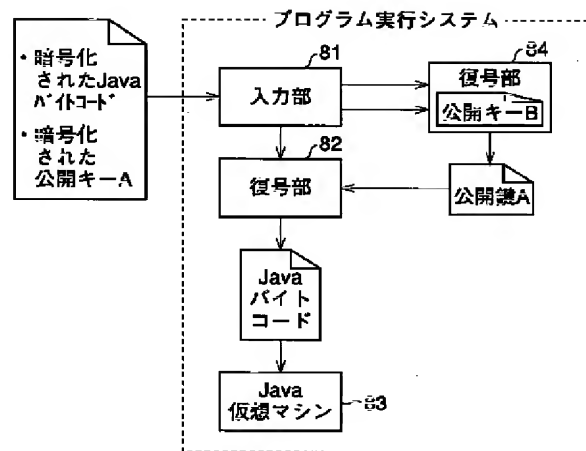 プログラム実行システム
・暗号化
されたJava
バイトコード
・暗号化
された
公開キーA
81
入力部
84
復号部
公開キーB
82
復号部
公開鍵A
Java
バイト
コード
Java
仮想マシン
83